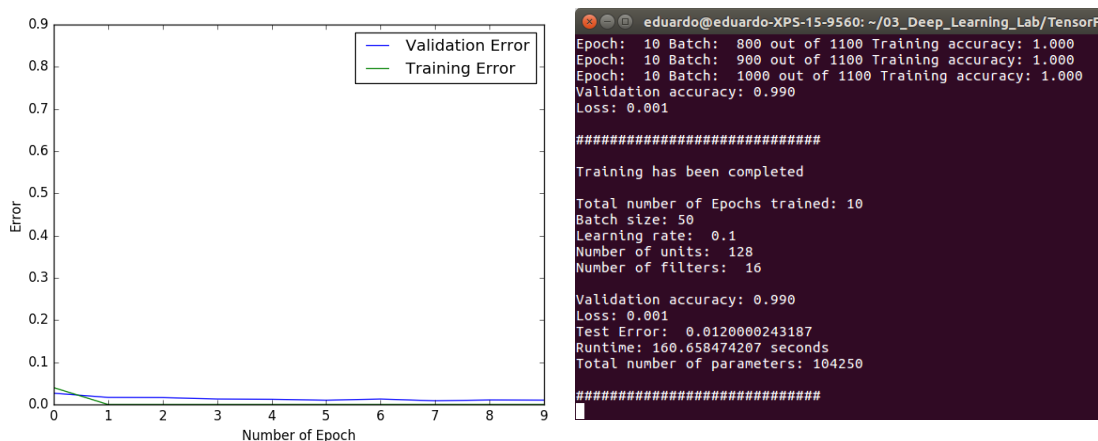 0.9
0.8
0.7
0.6
0.5
0.4
0.3
0.2
0.1
0.0
Error
0 1 2 3 4 5 6 7 8 9
Number of Epoch
Validation Error
Training Error
eduardo@eduardo-XPS-15-9560: ~/03_Deep_Learning_Lab/TensorF
Epoch:  10 Batch:  800 out of 1100 Training accuracy: 1.000
Epoch:  10 Batch:  900 out of 1100 Training accuracy: 1.000
Epoch:  10 Batch:  1000 out of 1100 Training accuracy: 1.000
Validation accuracy: 0.990
Loss: 0.001
#############################
Training has been completed
Total number of Epochs trained: 10
Batch size: 50
Learning rate:  0.1
Number of units:  128
Number of filters:  16
Validation accuracy: 0.990
Loss: 0.001
Test Error:  0.0120000243187
Runtime: 160.658474207 seconds
Total number of parameters: 104250
#############################